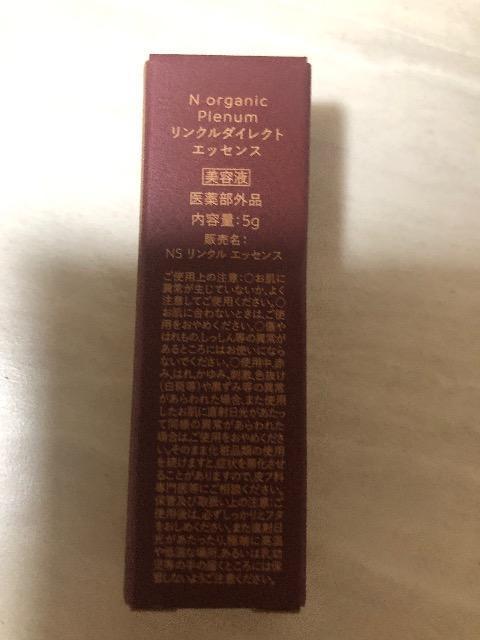 N organic
Plenum
リンクルダイレクト
エッセンス
美容液
医薬部外品
内容量:5g
販売名:
NS リンクル エッセンス
ご使用上の注意:○お肌に
異常が生じていないか、よく
注意してご使用ください。○
お肌に合わないときは、ご使
用をおやめください。○傷や
はれもの、しっしん等の異常が
あるところにはお使いになら
ないでください。○使用中、赤
み、はれ、かゆみ、刺激、色抜け
(白斑等)や黒ずみ等の異常
があらわれた場合、また使用
したお肌に直射日光があたっ
て同様の異常があらわれた
場合は、ご使用をおやめくださ
い。そのまま化粧品類の使用
を続けますと、症状を悪化させ
ることがありますので、皮フ科
専門医等にご相談ください。
保管及び取扱い上の注意:ご
使用後は、必ずしっかりとフタ
をおしめください。また直射日
光があたったり、極端に高温
や低温な場所、あるいは乳幼
児等の手の届くところには保
管しないようご注意ください。